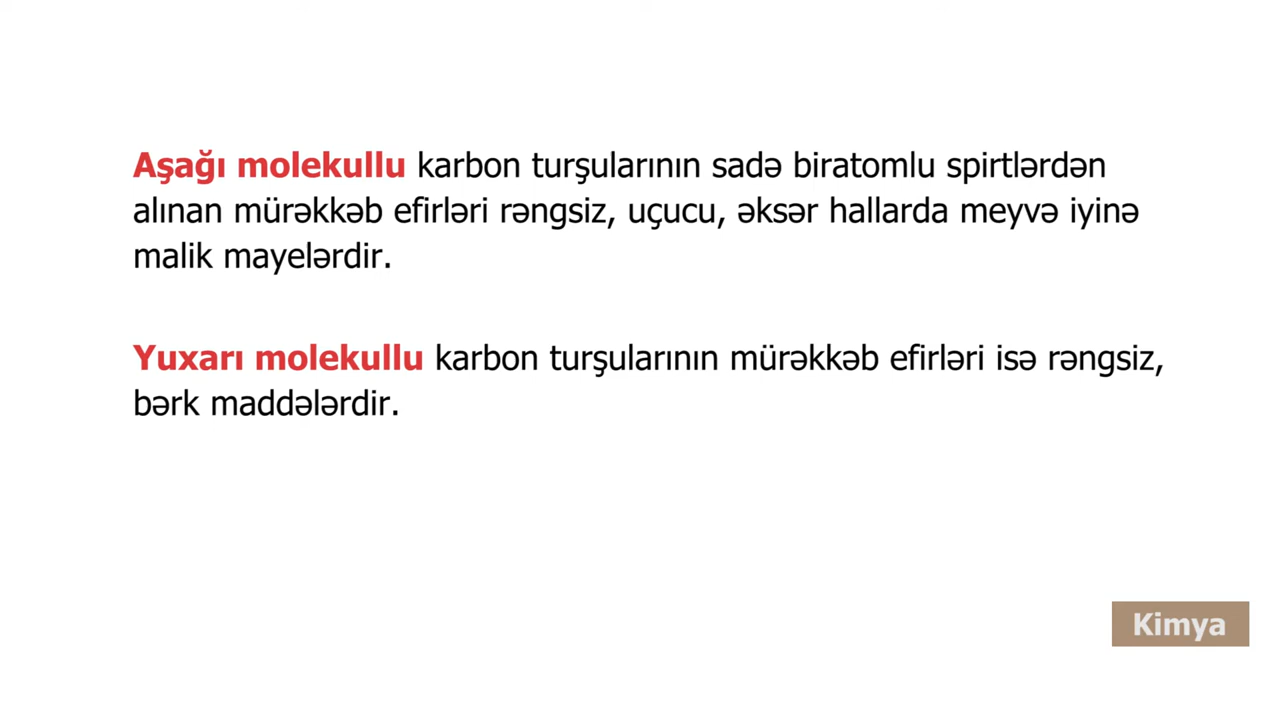 Aşağı molekullu karbon turşularının sadə biratomlu spirtlərdən
alınan mürəkkəb efirləri rəngsiz, uçucu, əksər hallarda meyvə iyinə
malik mayelərdir.
Yuxarı molekullu karbon turşularının mürəkkəb efirləri isə rəngsiz,
bərk maddələrdir.
Kimya